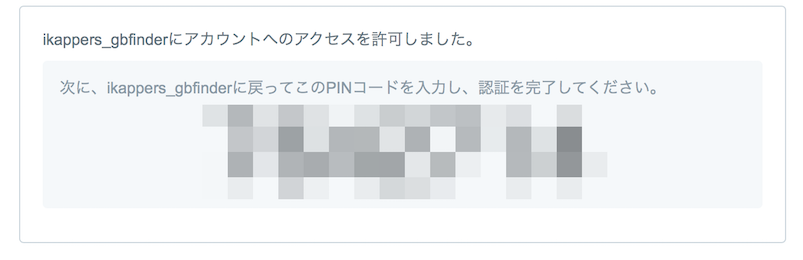 ikappers_gbfinderにアカウントへのアクセスを許可しました。
次に、ikappers_gbfinderに戻ってこのPINコードを入力し、認証を完了してください。